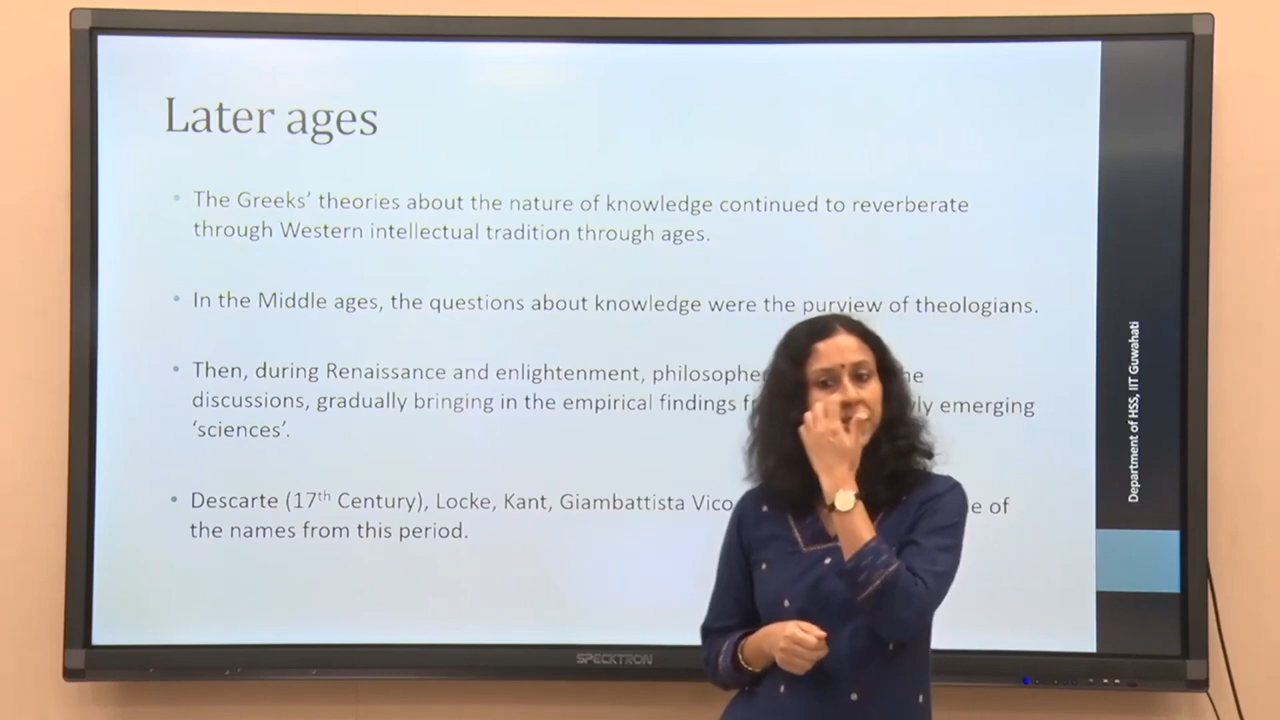 Later ages
• The Greeks’ theories about the nature of knowledge continued to reverberate
through Western intellectual tradition through ages.
• In the Middle ages, the questions about knowledge were the purview of theologians.
• Then, during Renaissance and enlightenment,
discussions, gradually bringing in the empirical findings emerging
‘sciences’.
• Descarte (17th Century), Locke, Kant, Giambattista Vico of
the names from this period.
Department of HSS, IIT Guwahati
SPECKTRON